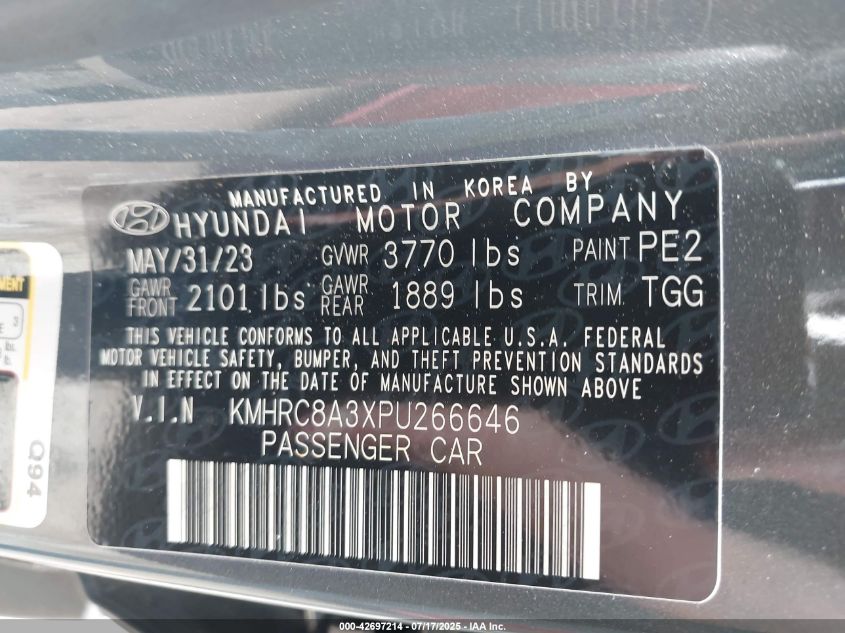 MANUFACTURED IN KOREA BY
HYUNDAI MOTOR COMPANY
MAY/31/23 GVWR 3770 lbs PAINT PE2
GAWR FRONT 2101 lbs GAWR REAR 1889 lbs TRIM TGG
THIS VEHICLE CONFORMS TO ALL APPLICABLE U.S.A. FEDERAL
MOTOR VEHICLE SAFETY, BUMPER, AND THEFT PREVENTION STANDARDS
IN EFFECT ON THE DATE OF MANUFACTURE SHOWN ABOVE
V.I.N KMHRC8A3XPU266646
PASSENGER CAR
E 3
lbs.
Q94
000-42697214 - 07/17/2025 - IAA Inc.